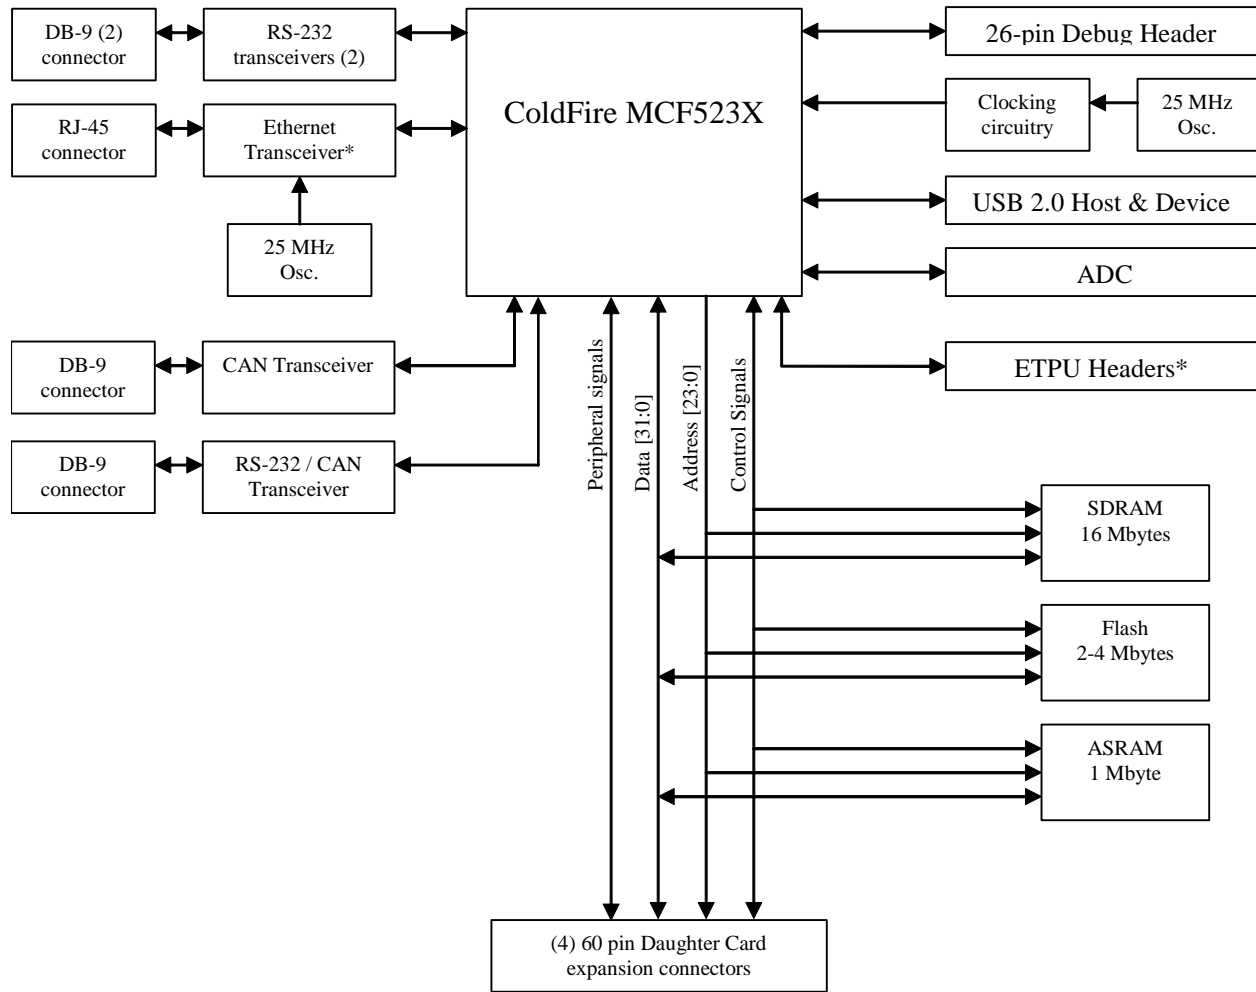 DB-9 (2)
connector
RS-232
transceivers (2)
ColdFire MCF523X
26-pin Debug Header
RJ-45
connector
Ethernet
Transceiver*
Clocking
circuitry
25 MHz
Osc.
25 MHz
Osc.
USB 2.0 Host & Device
ADC
DB-9
connector
CAN Transceiver
ETPU Headers*
DB-9
connector
RS-232 / CAN
Transceiver
Peripheral signals
Data [31:0]
Address [23:0]
Control Signals
SDRAM
16 Mbytes
Flash
2-4 Mbytes
ASRAM
1 Mbyte
(4) 60 pin Daughter Card
expansion connectors